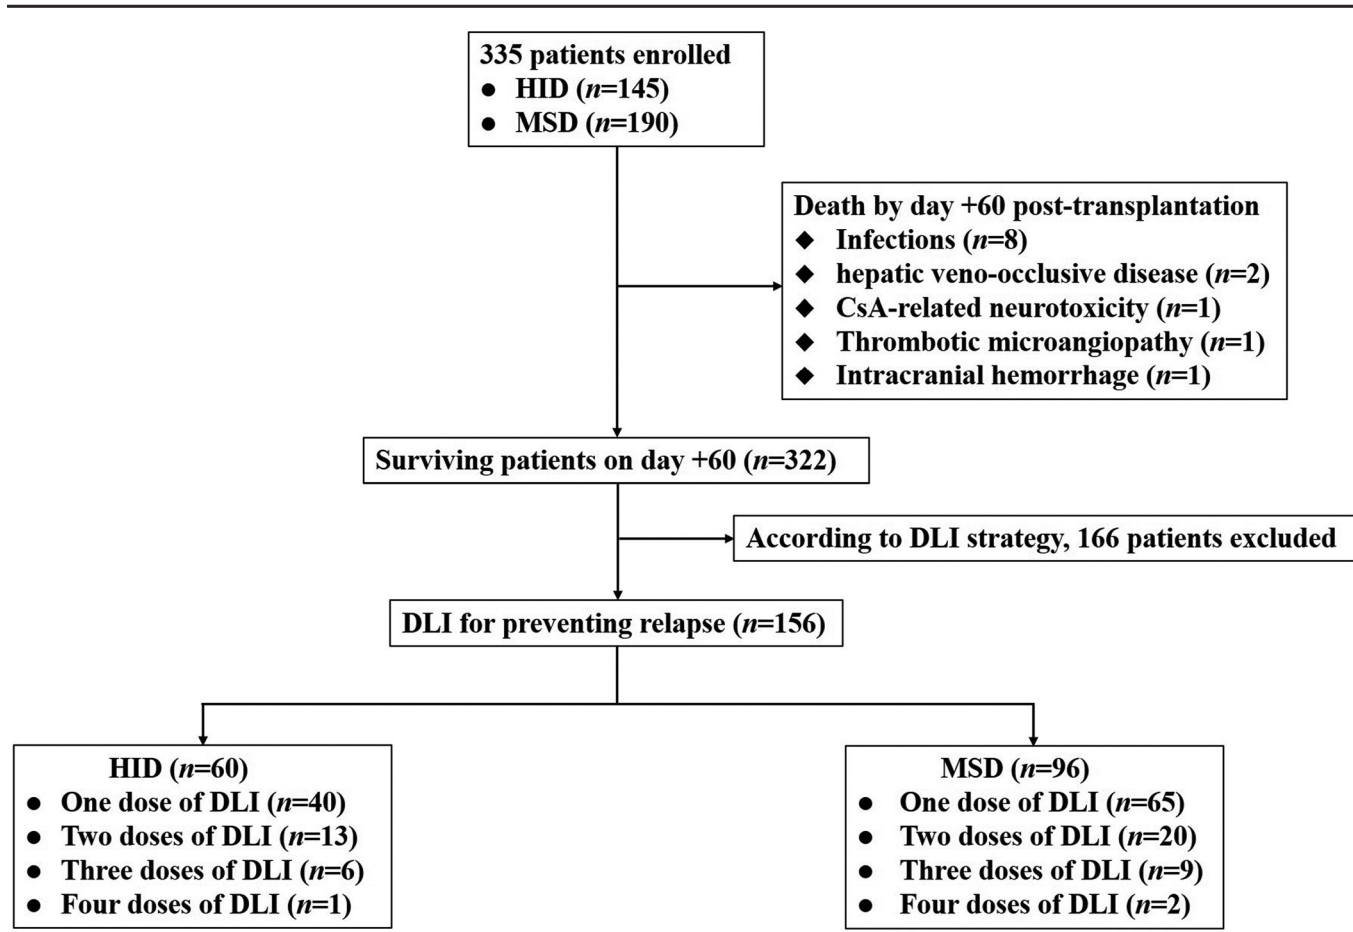 335 patients enrolled
● HID (n=145)
● MSD (n=190)
Death by day +60 post-transplantation
◆ Infections (n=8)
◆ hepatic veno-occlusive disease (n=2)
◆ CsA-related neurotoxicity (n=1)
◆ Thrombotic microangiopathy (n=1)
◆ Intracranial hemorrhage (n=1)
Surviving patients on day +60 (n=322)
According to DLI strategy, 166 patients excluded
DLI for preventing relapse (n=156)
HID (n=60)
● One dose of DLI (n=40)
● Two doses of DLI (n=13)
● Three doses of DLI (n=6)
● Four doses of DLI (n=1)
MSD (n=96)
● One dose of DLI (n=65)
● Two doses of DLI (n=20)
● Three doses of DLI (n=9)
● Four doses of DLI (n=2)